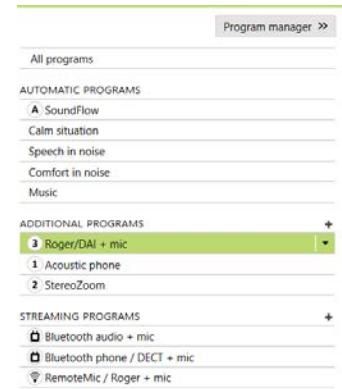 Program manager »
All programs
AUTOMATIC PROGRAMS
A SoundFlow
Calm situation
Speech in noise
Comfort in noise
Music
ADDITIONAL PROGRAMS +
3 Roger/DAI + mic
1 Acoustic phone
2 StereoZoom
STREAMING PROGRAMS +
Bluetooth audio + mic
Bluetooth phone / DECT + mic
RemoteMic / Roger + mic